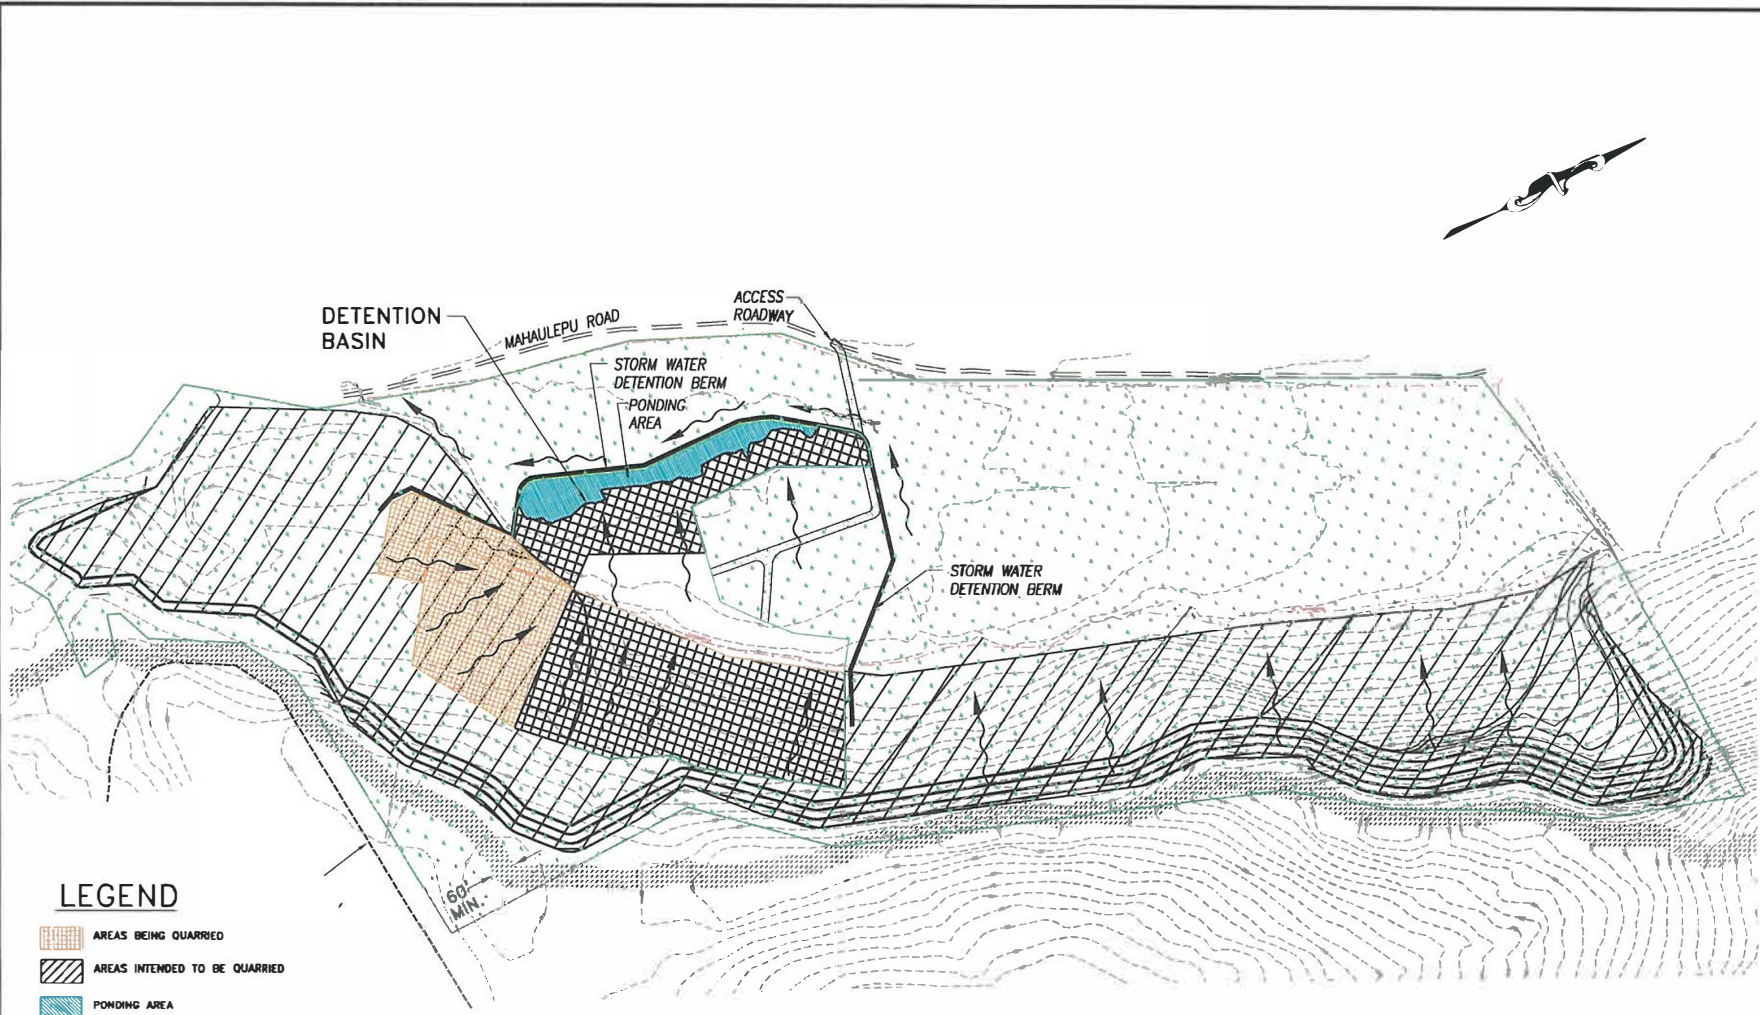 ACCESS
ROADWAY
DETENTION
BASIN
MAHAULEPU ROAD
STORM WATER
DETENTION BERM
PONDING
AREA
STORM WATER
DETENTION BERM
60'
MIN.
LEGEND
AREAS BEING QUARRIED
AREAS INTENDED TO BE QUARRIED
PONDING AREA